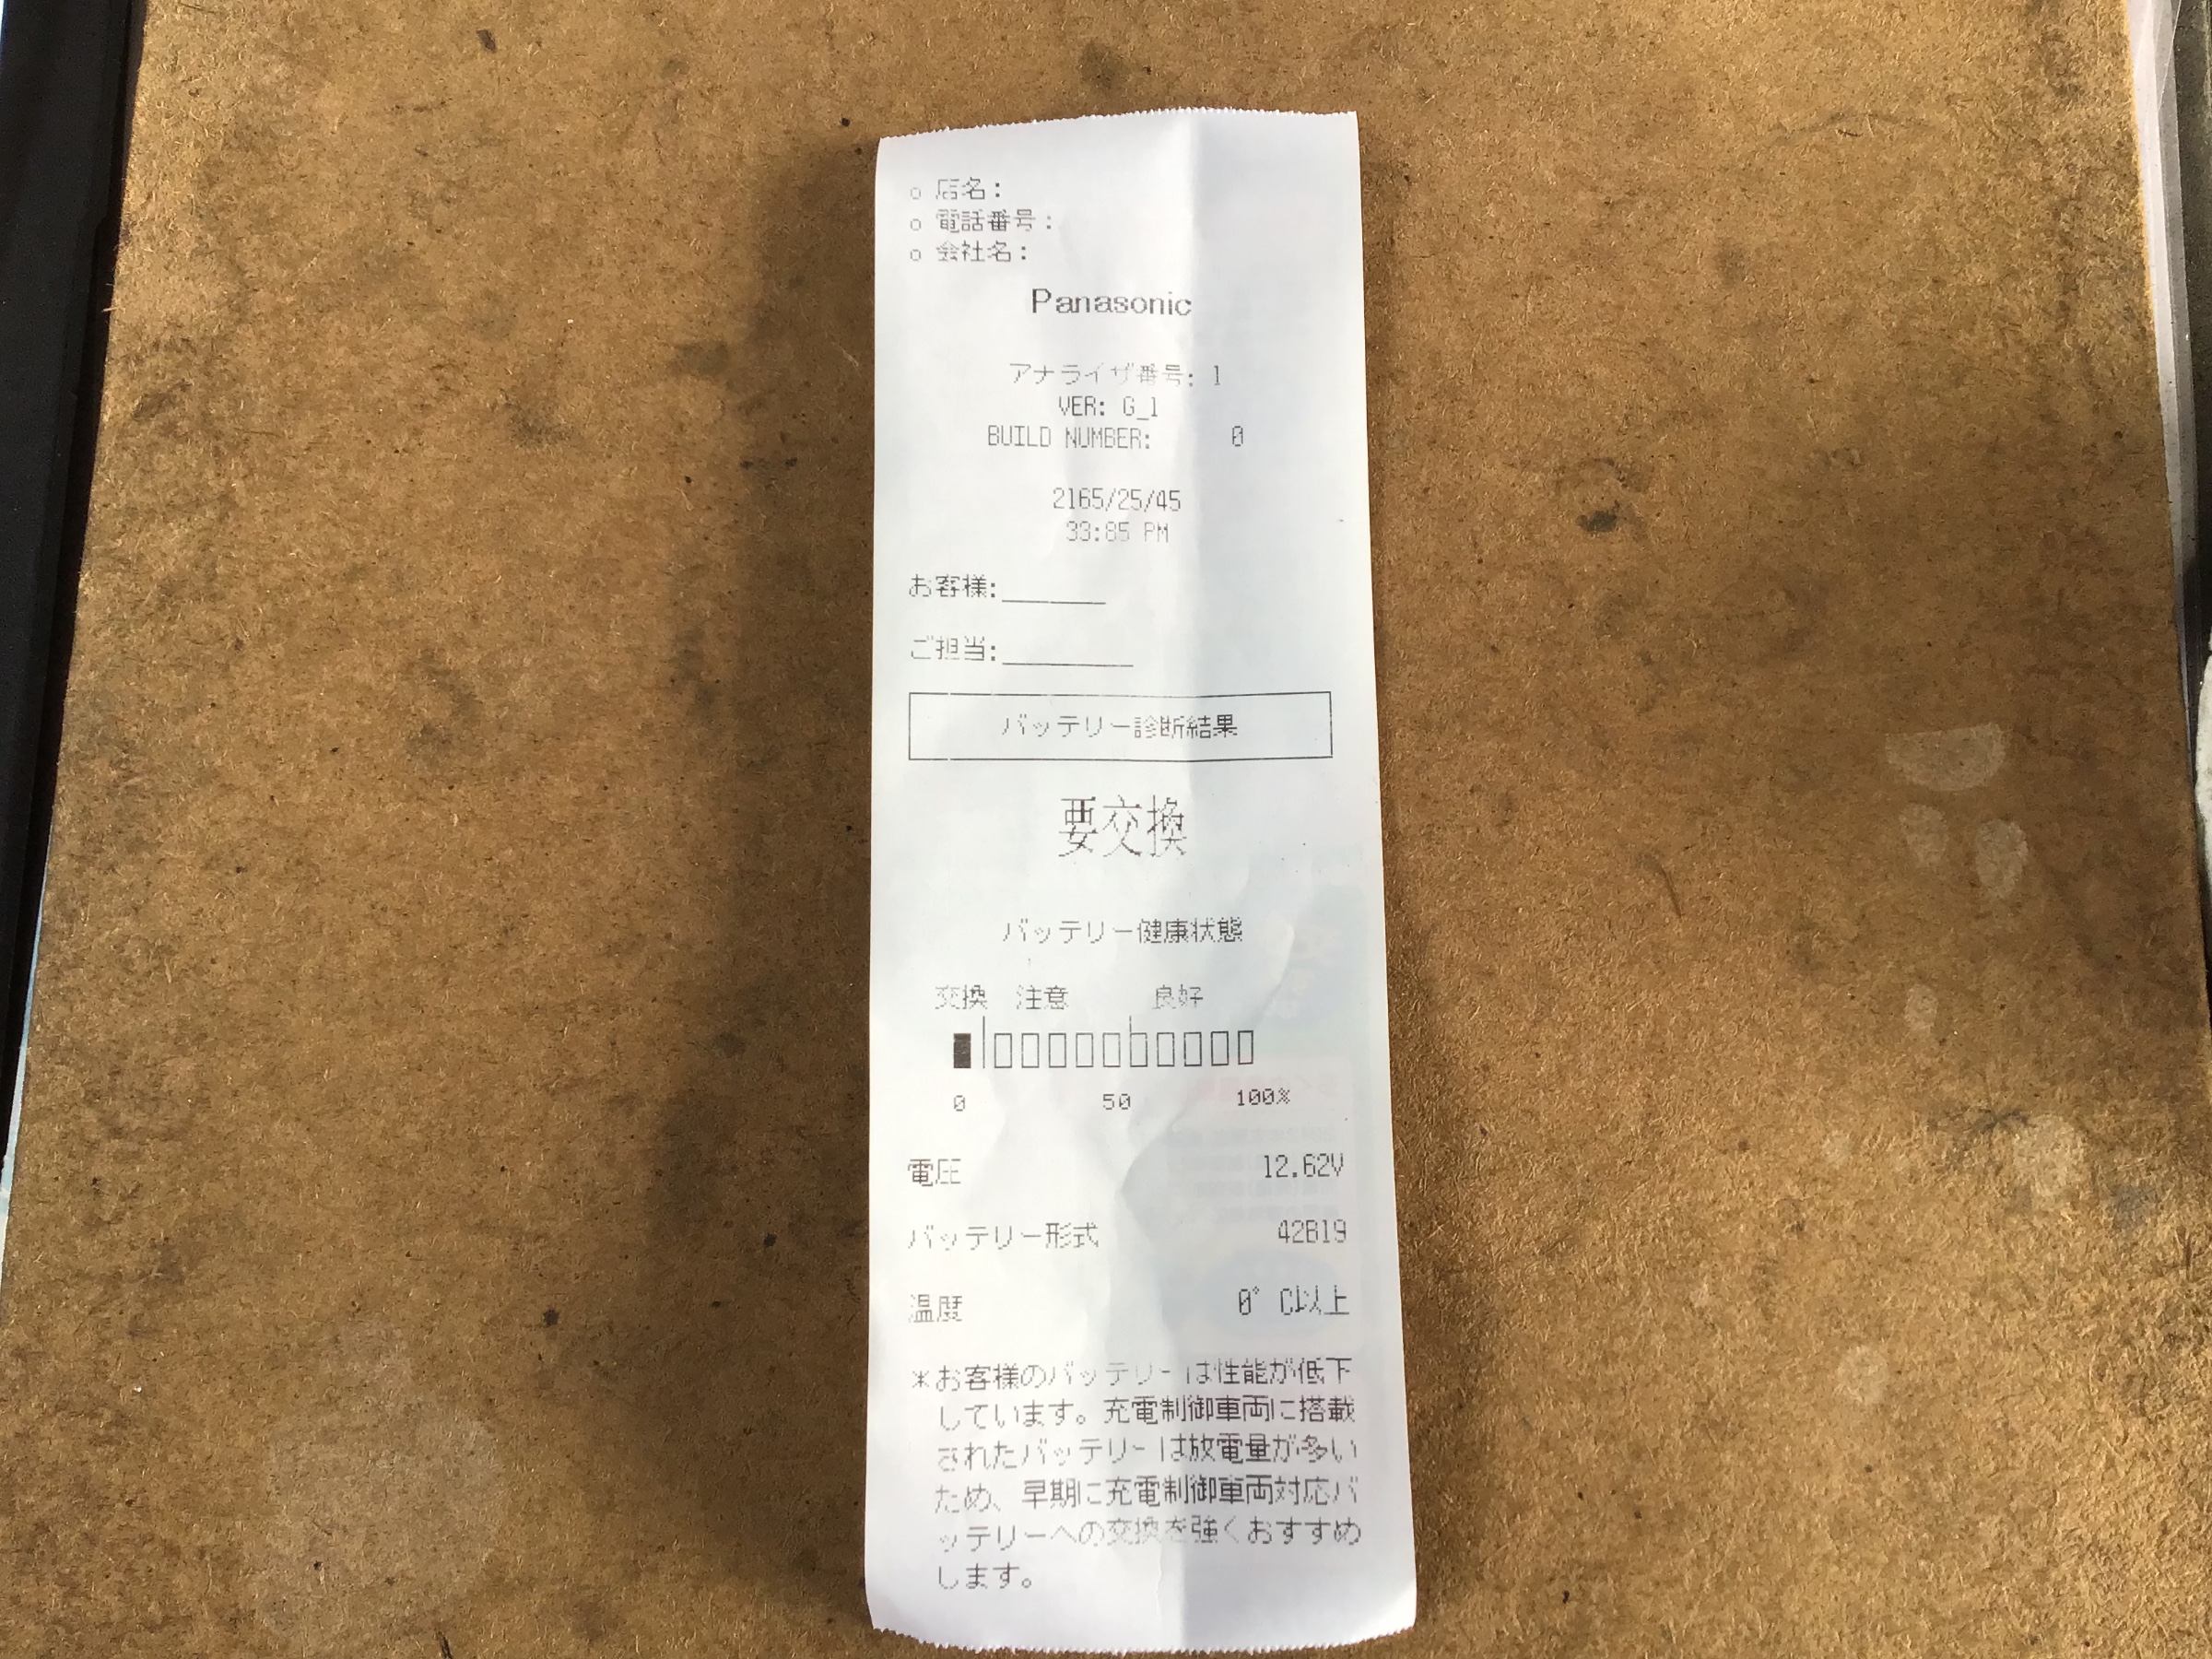 o 店名:
o 電話番号:
o 会社名:
Panasonic
アナライザ番号: 1
VER: G_1
BUILD NUMBER: 0
2165/25/45
33:85 PM
お客様:________
ご担当:__________
バッテリー診断結果
要交換
バッテリー健康状態
交換 注意 良好
0 50 100%
電圧 12.62V
バッテリー形式 42B19
温度 0° C以上
*お客様のバッテリーは性能が低下
しています。充電制御車両に搭載
されたバッテリーは放電量が多い
ため、早期に充電制御車両対応バ
ッテリーへの交換を強くおすすめ
します。